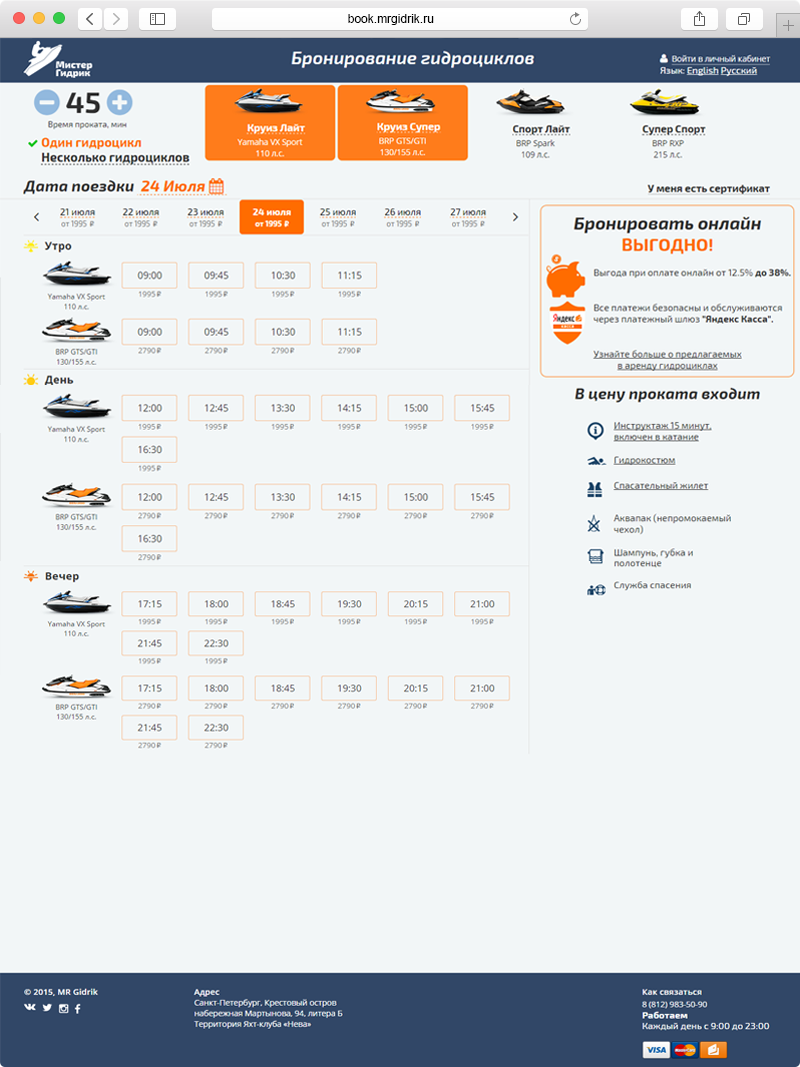 book.mrgidrik.ru
Мистер
Гидрик
Бронирование гидроциклов
Войти в личный кабинет
Язык: English Русский
45
Время проката, мин
Один гидроцикл
Несколько гидроциклов
Круиз Лайт
Yamaha VX Sport
110 л.с.
Круиз Супер
BRP GTS/GTI
130/155 л.с.
Спорт Лайт
BRP Spark
109 л.с.
Супер Спорт
BRP RXP
215 л.с.
Дата поездки 24 Июля
У меня есть сертификат
21 июля 22 июля 23 июля 24 июля 25 июля 26 июля 27 июля
от 1995 ₽ от 1995 ₽ от 1995 ₽ от 1995 ₽ от 1995 ₽ от 1995 ₽ от 1995 ₽
Утро
Yamaha VX Sport
110 л.с.
09:00 09:45 10:30 11:15
1995 ₽ 1995 ₽ 1995 ₽ 1995 ₽
BRP GTS/GTI
130/155 л.с.
09:00 09:45 10:30 11:15
2790 ₽ 2790 ₽ 2790 ₽ 2790 ₽
День
Yamaha VX Sport
110 л.с.
12:00 12:45 13:30 14:15 15:00 15:45
1995 ₽ 1995 ₽ 1995 ₽ 1995 ₽ 1995 ₽ 1995 ₽
16:30
1995 ₽
BRP GTS/GTI
130/155 л.с.
12:00 12:45 13:30 14:15 15:00 15:45
2790 ₽ 2790 ₽ 2790 ₽ 2790 ₽ 2790 ₽ 2790 ₽
16:30
2790 ₽
Вечер
Yamaha VX Sport
110 л.с.
17:15 18:00 18:45 19:30 20:15 21:00
1995 ₽ 1995 ₽ 1995 ₽ 1995 ₽ 1995 ₽ 1995 ₽
21:45 22:30
1995 ₽ 1995 ₽
BRP GTS/GTI
130/155 л.с.
17:15 18:00 18:45 19:30 20:15 21:00
2790 ₽ 2790 ₽ 2790 ₽ 2790 ₽ 2790 ₽ 2790 ₽
21:45 22:30
2790 ₽ 2790 ₽
Бронировать онлайн
ВЫГОДНО!
Выгода при оплате онлайн от 12.5% до 38%.
Яндекс
КАССА
Все платежи безопасны и обслуживаются
через платежный шлюз "Яндекс Касса".
Узнайте больше о предлагаемых
в аренду гидроциклах
В цену проката входит
Инструктаж 15 минут,
включен в катание
Гидрокостюм
Спасательный жилет
Аквапак (непромокаемый
чехол)
Шампунь, губка и
полотенце
Служба спасения
© 2015, MR Gidrik
Адрес
Санкт-Петербург, Крестовый остров
набережная Мартынова, 94, литера Б
Территория Яхт-клуба «Нева»
Как связаться
8 (812) 983-50-90
Работаем
Каждый день с 9:00 до 23:00
VISA MasterCard